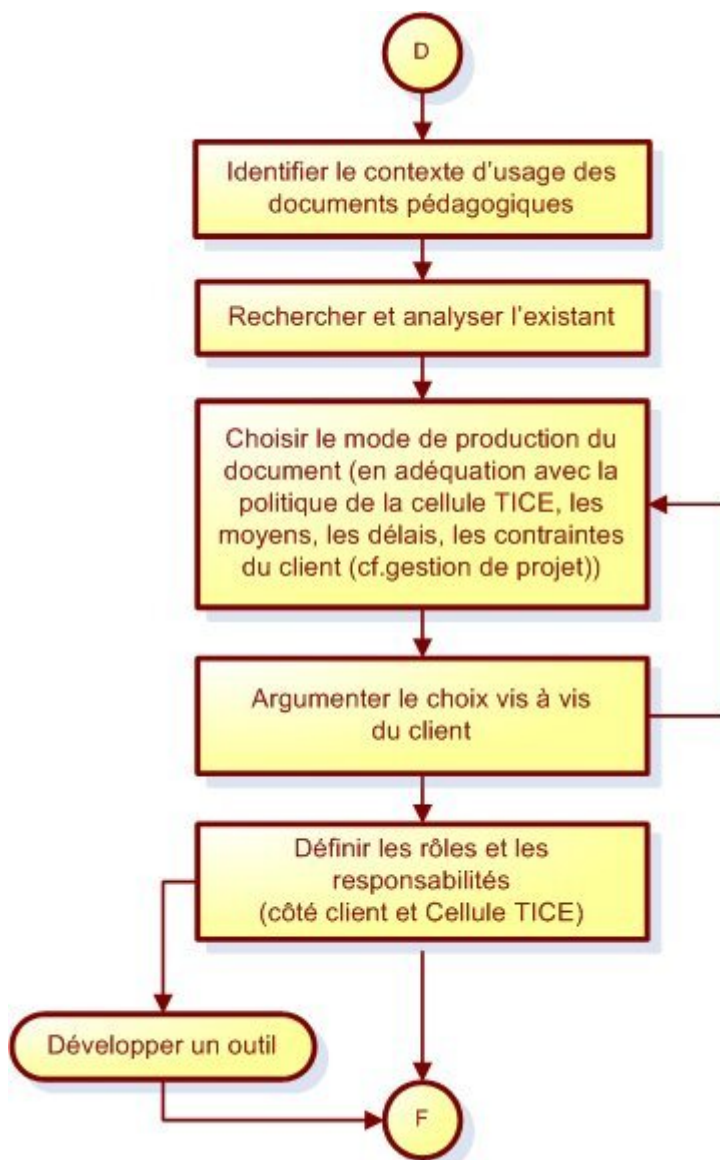 D
Identifier le contexte d'usage des
documents pédagogiques
Rechercher et analyser l'existant
Choisir le mode de production du
document (en adéquation avec la
politique de la cellule TICE, les
moyens, les délais, les contraintes
du client (cf.gestion de projet))
Argumenter le choix vis à vis
du client
Définir les rôles et les
responsabilités
(côté client et Cellule TICE)
Développer un outil
F